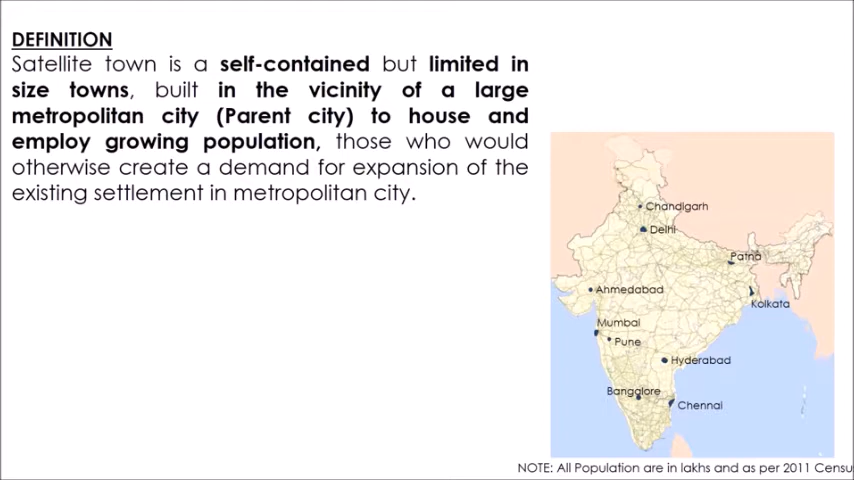 DEFINITION
Satellite town is a self-contained but limited in
size towns, built in the vicinity of a large
metropolitan city (Parent city) to house and
employ growing population, those who would
otherwise create a demand for expansion of the
existing settlement in metropolitan city.
Chandigarh
Delhi
Patna
Ahmedabad
Kolkata
Mumbai
Pune
Hyderabad
Bangalore
Chennai
NOTE: All Population are in lakhs and as per 2011 Censu